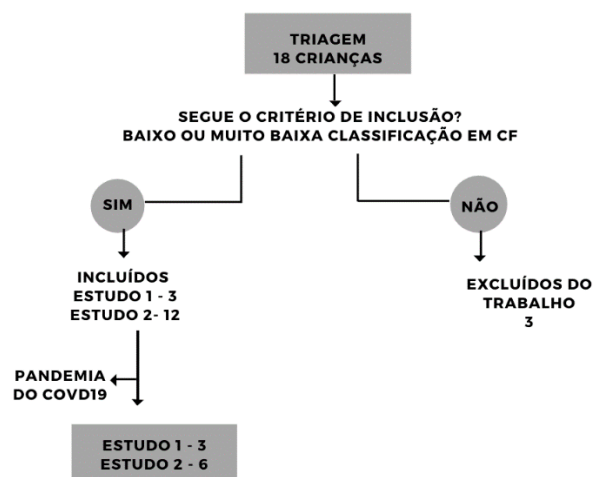 TRIAGEM
18 CRIANÇAS
SEGUE O CRITÉRIO DE INCLUSÃO?
BAIXO OU MUITO BAIXA CLASSIFICAÇÃO EM CF
SIM
NÃO
INCLUÍDOS
ESTUDO 1 - 3
ESTUDO 2- 12
EXCLUÍDOS DO
TRABALHO
3
PANDEMIA
DO COVD19
ESTUDO 1 - 3
ESTUDO 2 - 6